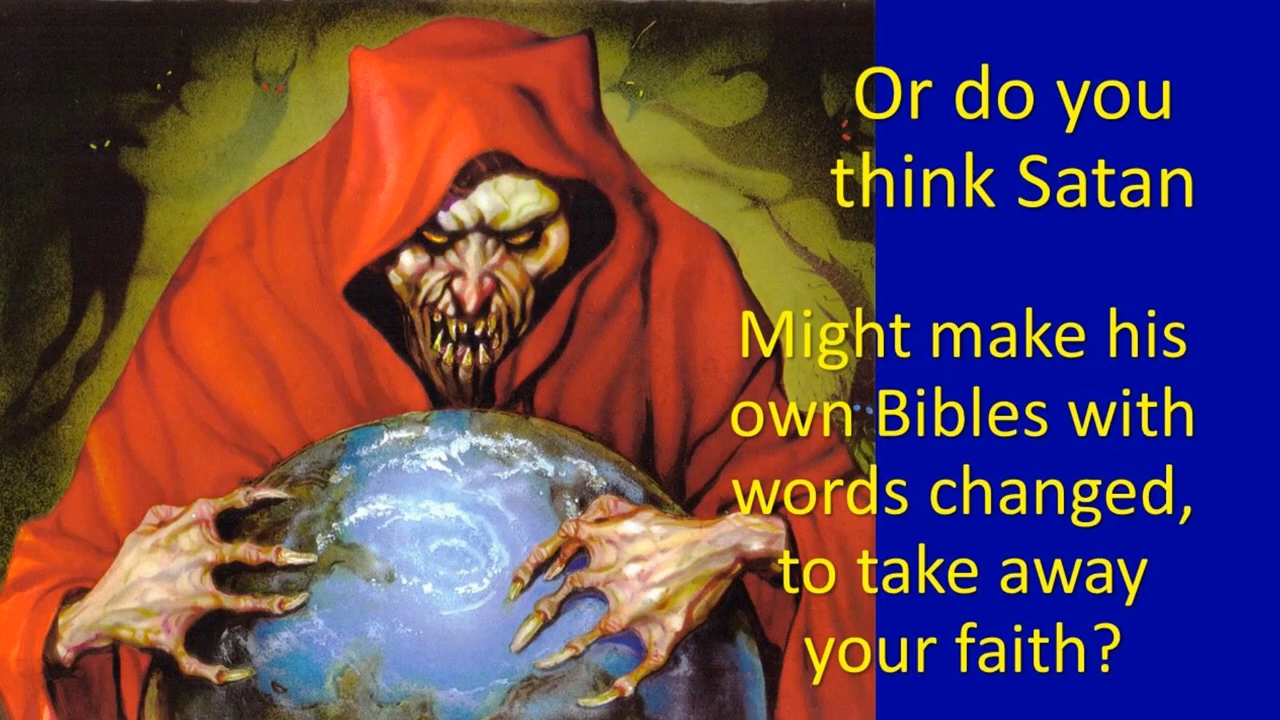 Or do you
think Satan
Might make his
own Bibles with
words changed,
to take away
your faith?